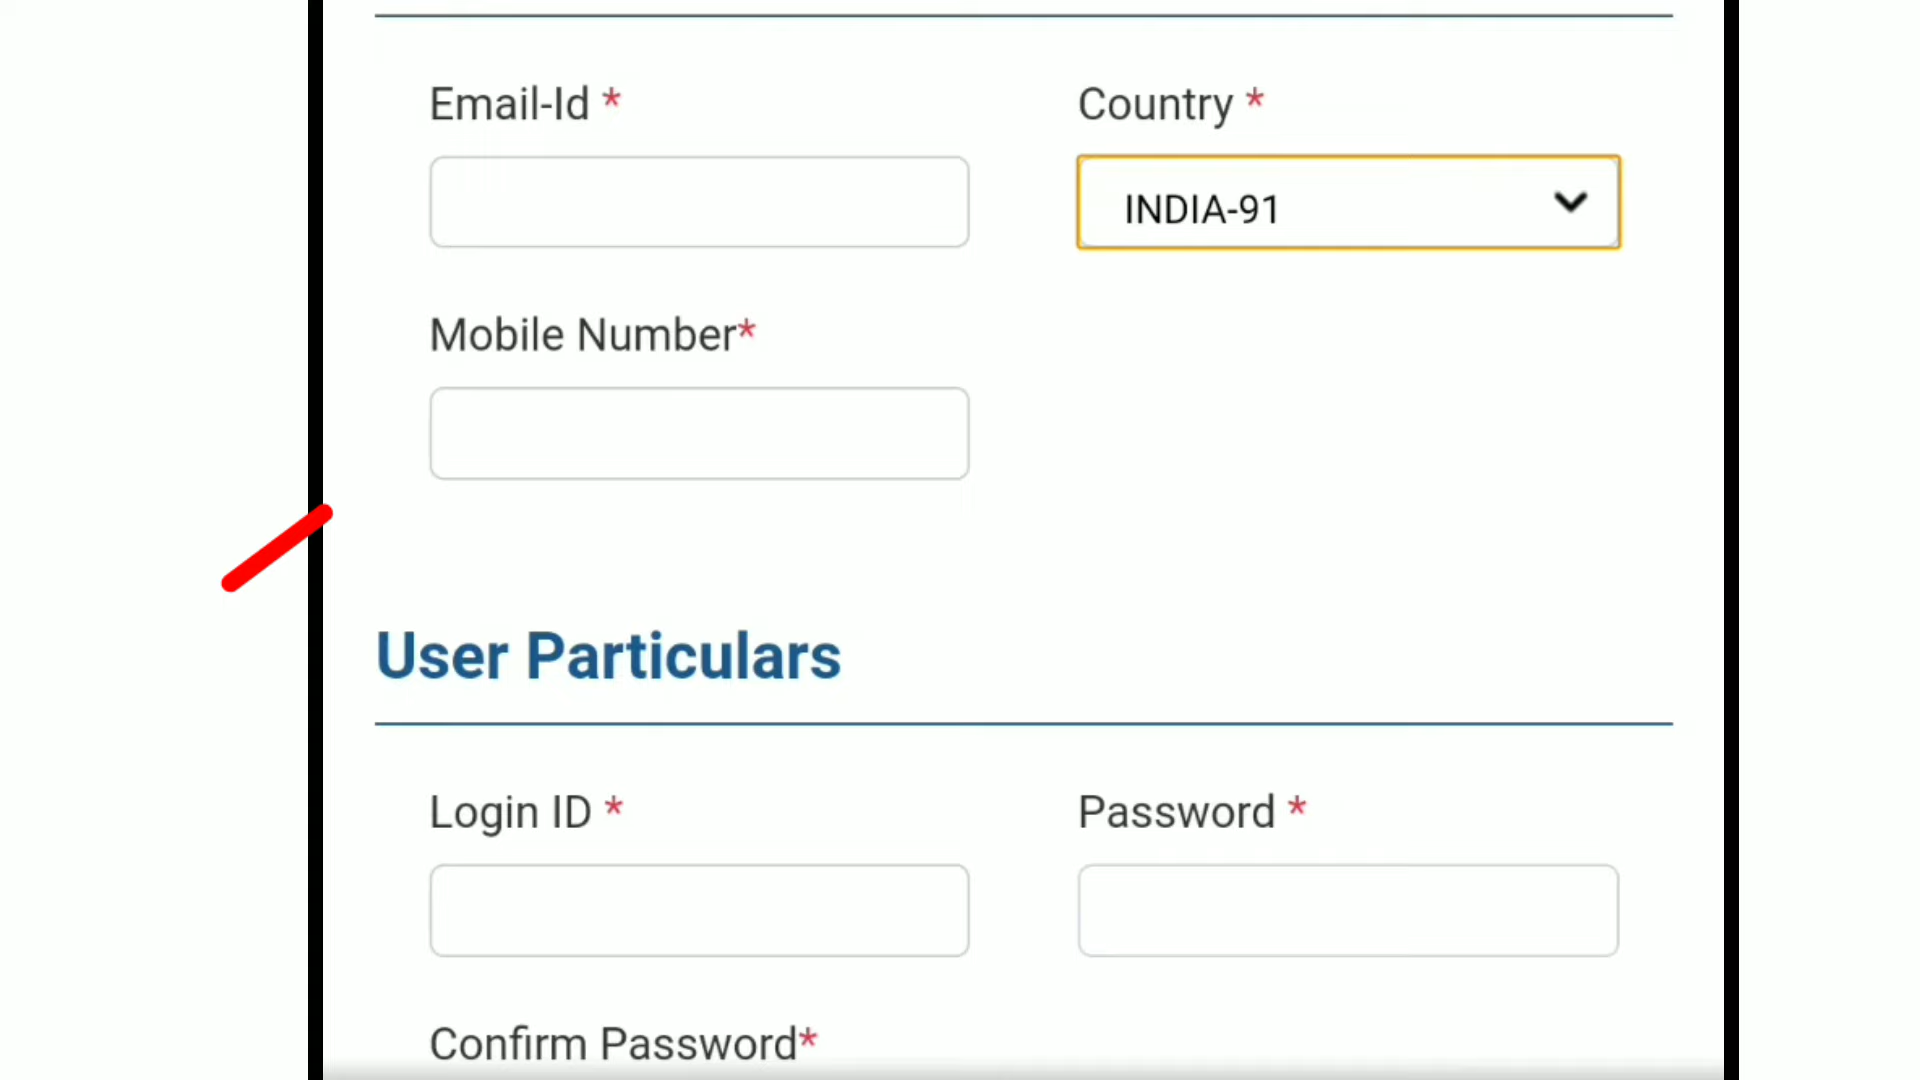 Email-Id *
Country *
INDIA-91
Mobile Number*
User Particulars
Login ID *
Password *
Confirm Password*